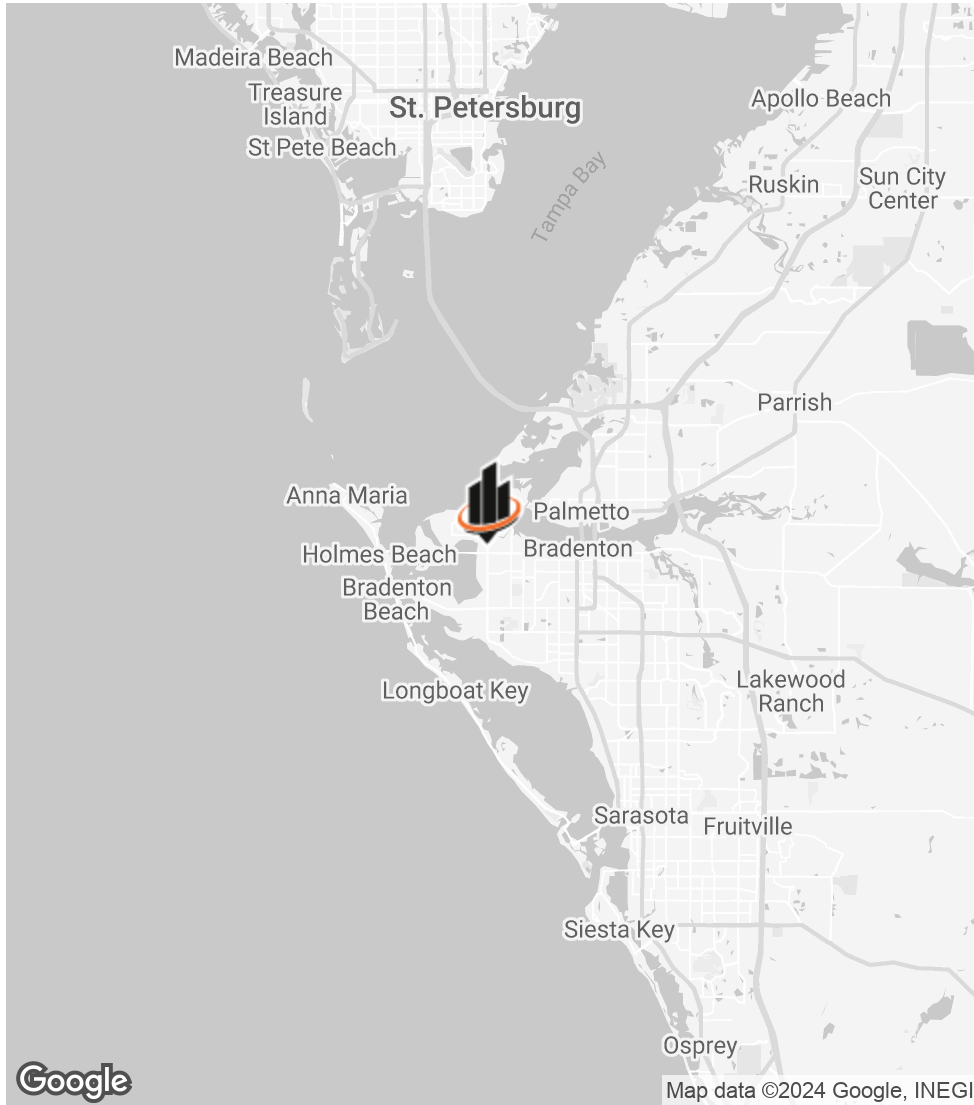 Madeira Beach
Treasure
Island
St. Petersburg
Apollo Beach
St Pete Beach
Tampa Bay
Ruskin
Sun City
Center
Parrish
Anna Maria
Palmetto
Holmes Beach
Bradenton
Bradenton
Beach
Longboat Key
Lakewood
Ranch
Sarasota
Fruitville
Siesta Key
Osprey
Google
Map data ©2024 Google, INEGI